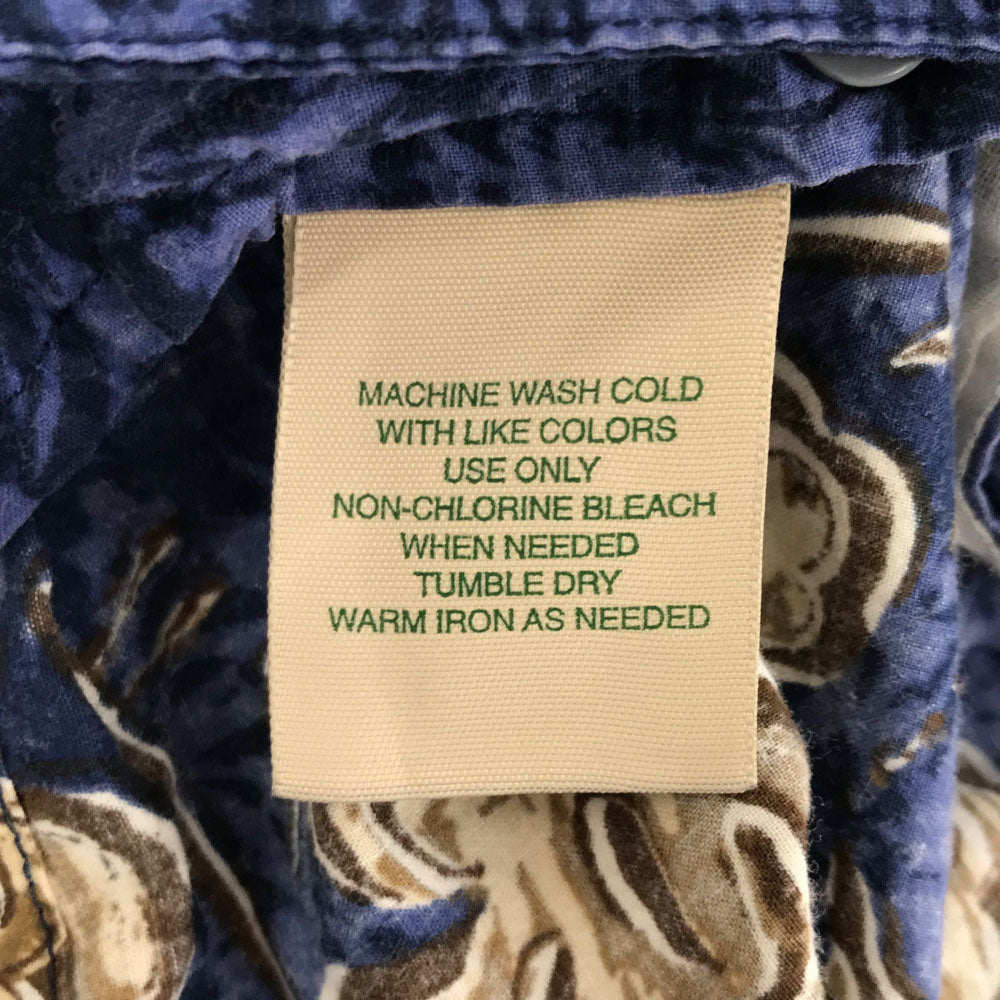 MACHINE WASH COLD
WITH LIKE COLORS
USE ONLY
NON-CHLORINE BLEACH
WHEN NEEDED
TUMBLE DRY
WARM IRON AS NEEDED